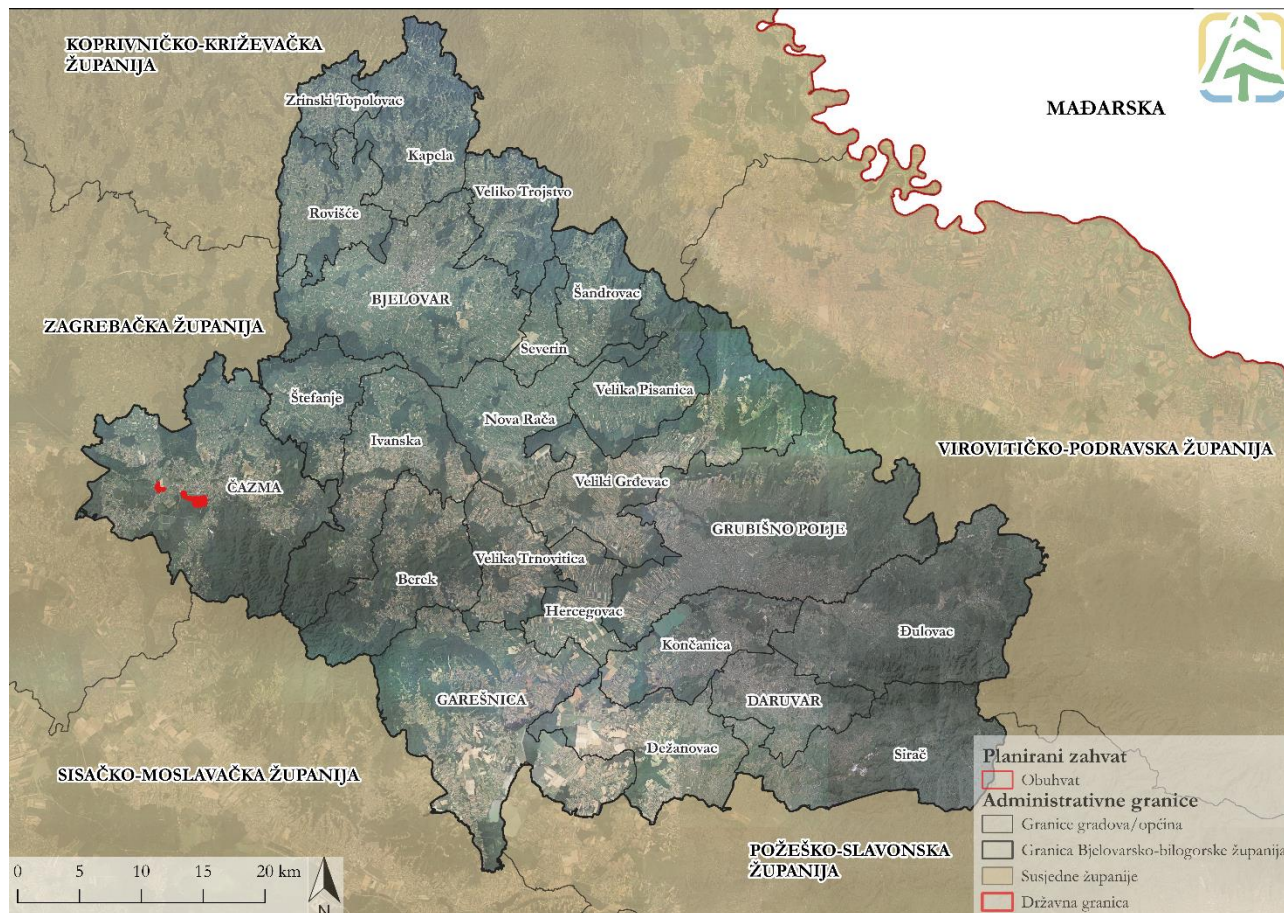 KOPRIVNIČKO-KRIŽEVAČKA
ŽUPANIJA
MAĐARSKA
Zrinski Topolovac
Kapela
Veliko Trojstvo
Rovišće
BJELOVAR
Šandrovac
ZAGREBAČKA ŽUPANIJA
Severin
Štefanje
Velika Pisanica
Nova Rača
Ivanska
VIROVITIČKO-PODRAVSKA ŽUPANIJA
ČAZMA
Veliki Grđevac
GRUBIŠNO POLJE
Velika Trnovitica
Berek
Hercegovac
Đulovac
Končanica
GAREŠNICA
DARUVAR
Dežanovac
Sirač
SISAČKO-MOSLAVAČKA ŽUPANIJA
POŽEŠKO-SLAVONSKA
ŽUPANIJA
Planirani zahvat
Obuhvat
Administrativne granice
Granice gradova/općina
Granica Bjelovarsko-bilogorske županija
Susjedne županije
Državna granica
0 5 10 15 20 km
N